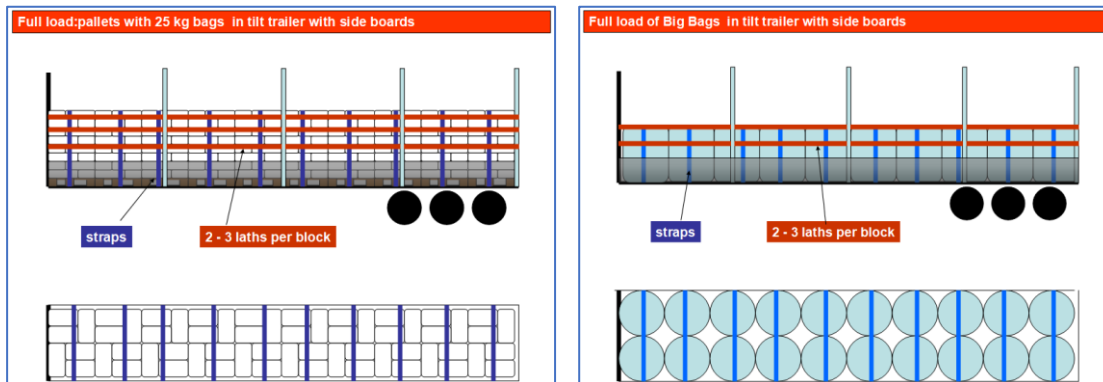 Full load:pallets with 25 kg bags  in tilt trailer with side boards
straps
2 - 3 laths per block
Full load of Big Bags  in tilt trailer with side boards
straps
2 - 3 laths per block